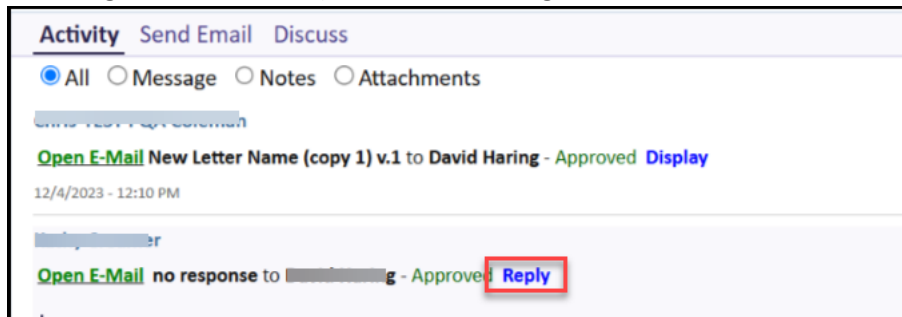 Activity Send Email Discuss
All Message Notes Attachments
Open E-Mail New Letter Name (copy 1) v.1 to David Haring - Approved Display
12/4/2023 - 12:10 PM
Open E-Mail no response to - Approved Reply